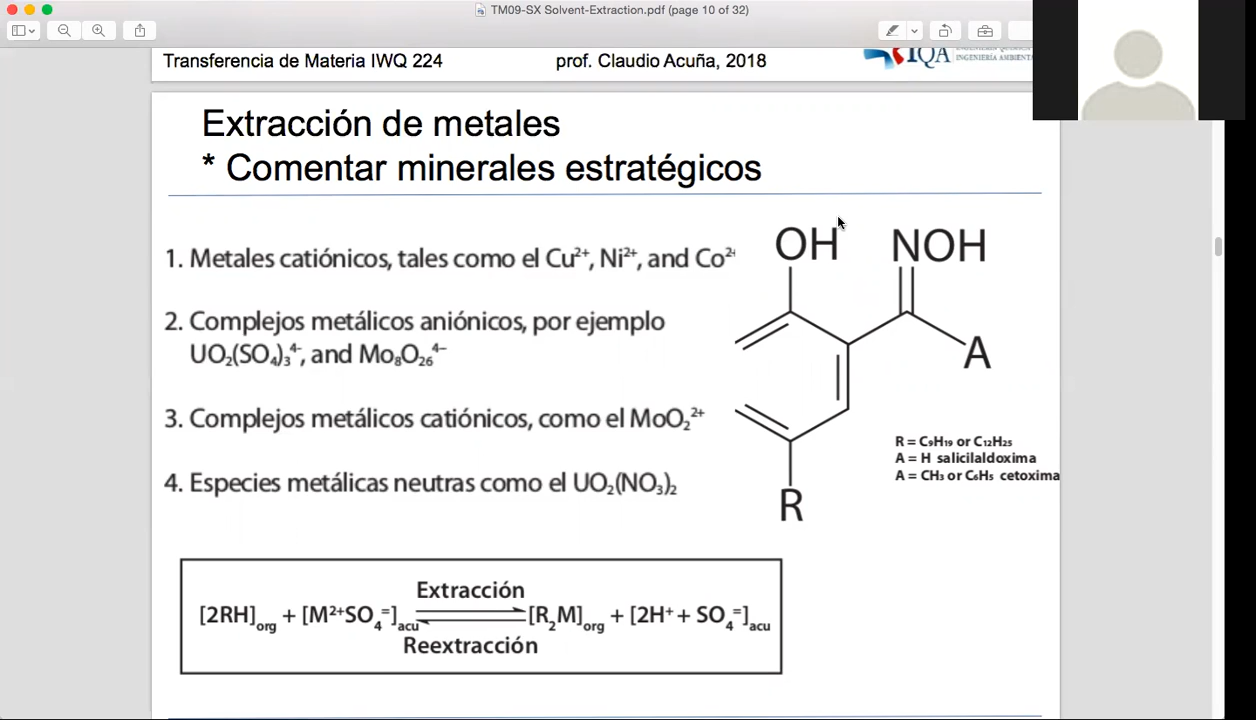 TM09-SX Solvent-Extraction.pdf (page 10 of 32)
Transferencia de Materia IWQ 224 prof. Claudio Acuña, 2018
IQA
Extracción de metales
* Comentar minerales estratégicos
1. Metales catiónicos, tales como el Cu²⁺, Ni²⁺, and Co²⁺
2. Complejos metálicos aniónicos, por ejemplo
UO₂(SO₄)₃⁴⁻, and Mo₈O₂₆⁴⁻
3. Complejos metálicos catiónicos, como el MoO₂²⁺
4. Especies metálicas neutras como el UO₂(NO₃)₂
OH NOH
A
R = C₉H₁₉ or C₁₂H₂₅
A = H salicilaldoxima
A = CH₃ or C₆H₅ cetoxima
R
Extracción
[2RH]org + [M²⁺SO₄⁼]acu [R₂M]org + [2H⁺ + SO₄⁼]acu
Reextracción